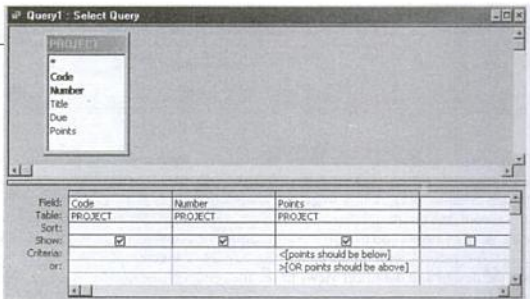 Query1 : Select Query
PROJECT
*
Code
Number
Title
Due
Points
Field: Code Number Points
Table: PROJECT PROJECT PROJECT
Sort:
Show:
Criteria: <[points should be below]
or: >[OR points should be above]